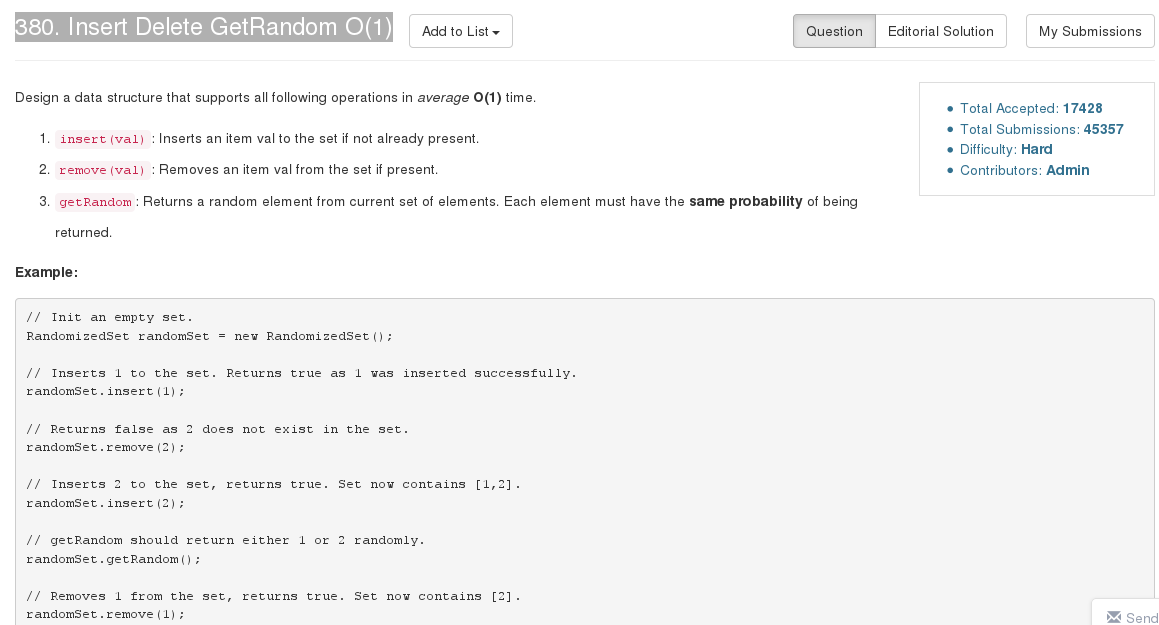 380. Insert Delete GetRandom O(1)
Add to List
Question
Editorial Solution
My Submissions
Design a data structure that supports all following operations in average O(1) time.
1. insert(val) : Inserts an item val to the set if not already present.
2. remove(val) : Removes an item val from the set if present.
3. getRandom : Returns a random element from current set of elements. Each element must have the same probability of being
returned.
• Total Accepted: 17428
• Total Submissions: 45357
• Difficulty: Hard
• Contributors: Admin
Example:
// Init an empty set.
RandomizedSet randomSet = new RandomizedSet();
// Inserts 1 to the set. Returns true as 1 was inserted successfully.
randomSet.insert(1);
// Returns false as 2 does not exist in the set.
randomSet.remove(2);
// Inserts 2 to the set, returns true. Set now contains [1,2].
randomSet.insert(2);
// getRandom should return either 1 or 2 randomly.
randomSet.getRandom();
// Removes 1 from the set, returns true. Set now contains [2].
randomSet.remove(1);
Send